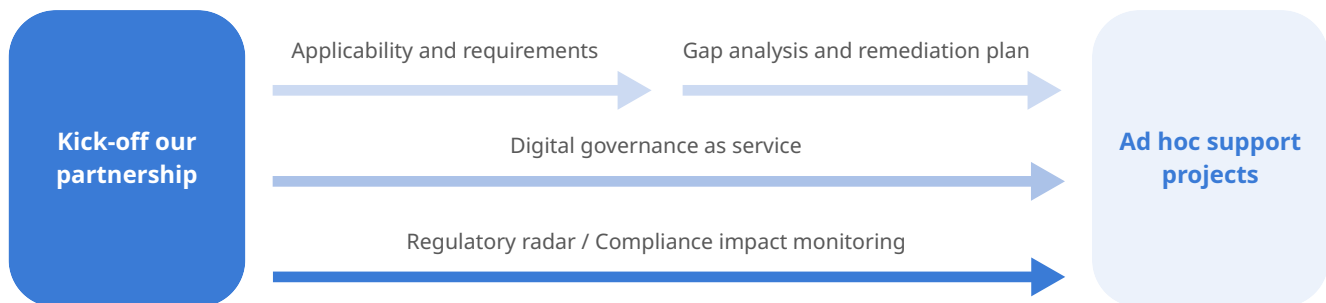 Kick-off our
partnership
Applicability and requirements
Gap analysis and remediation plan
Digital governance as service
Regulatory radar / Compliance impact monitoring
Ad hoc support
projects